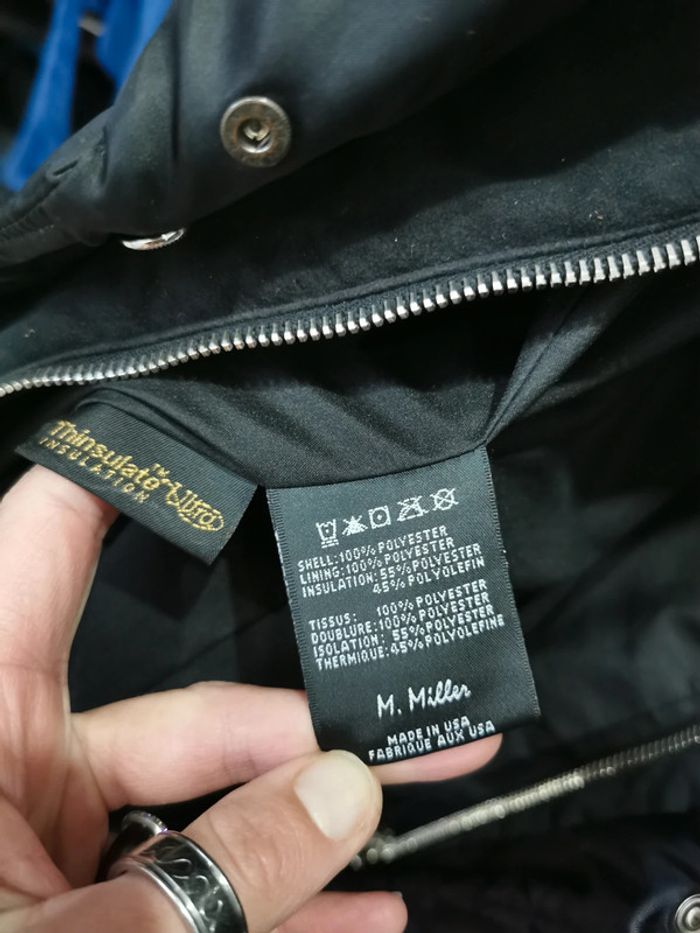 Thinsulate™ Ultra
INSULATION
SHELL:100% POLYESTER
LINING:100% POLYESTER
INSULATION:55% POLYESTER
45% POLYOLEFIN
TISSUS: 100% POLYESTER
DOUBLURE:100% POLYESTER
ISOLATION: 55% POLYESTER
THERMIQUE:45% POLYOLEFINE
M. Miller
MADE IN USA
FABRIQUE AUX USA